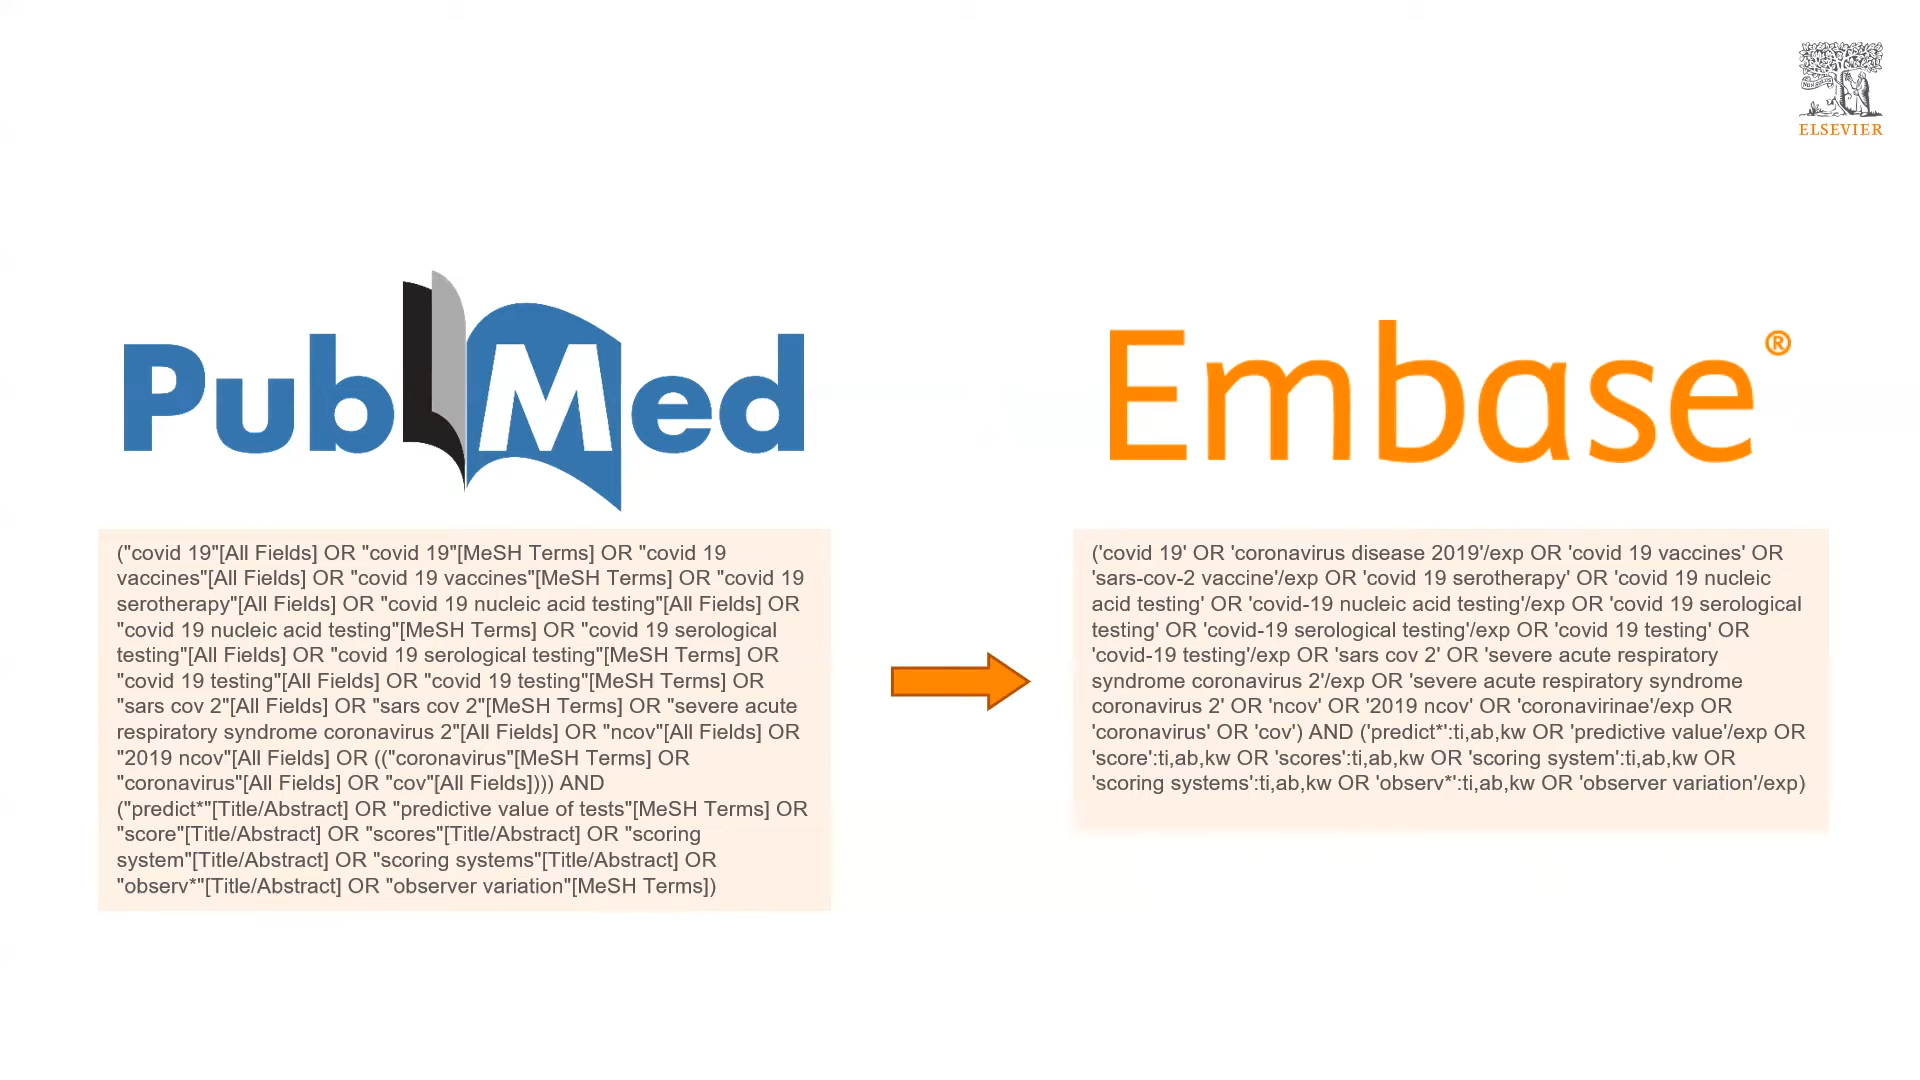 ELSEVIER
PubMed
Embase®
("covid 19"[All Fields] OR "covid 19"[MeSH Terms] OR "covid 19
vaccines"[All Fields] OR "covid 19 vaccines"[MeSH Terms] OR "covid 19
serotherapy"[All Fields] OR "covid 19 nucleic acid testing"[All Fields] OR
"covid 19 nucleic acid testing"[MeSH Terms] OR "covid 19 serological
testing"[All Fields] OR "covid 19 serological testing"[MeSH Terms] OR
"covid 19 testing"[All Fields] OR "covid 19 testing"[MeSH Terms] OR
"sars cov 2"[All Fields] OR "sars cov 2"[MeSH Terms] OR "severe acute
respiratory syndrome coronavirus 2"[All Fields] OR "ncov"[All Fields] OR
"2019 ncov"[All Fields] OR (("coronavirus"[MeSH Terms] OR
"coronavirus"[All Fields] OR "cov"[All Fields]))) AND
("predict*"[Title/Abstract] OR "predictive value of tests"[MeSH Terms] OR
"score"[Title/Abstract] OR "scores"[Title/Abstract] OR "scoring
system"[Title/Abstract] OR "scoring systems"[Title/Abstract] OR
"observ*"[Title/Abstract] OR "observer variation"[MeSH Terms])
('covid 19' OR 'coronavirus disease 2019'/exp OR 'covid 19 vaccines' OR
'sars-cov-2 vaccine'/exp OR 'covid 19 serotherapy' OR 'covid 19 nucleic
acid testing' OR 'covid-19 nucleic acid testing'/exp OR 'covid 19 serological
testing' OR 'covid-19 serological testing'/exp OR 'covid 19 testing' OR
'covid-19 testing'/exp OR 'sars cov 2' OR 'severe acute respiratory
syndrome coronavirus 2'/exp OR 'severe acute respiratory syndrome
coronavirus 2' OR 'ncov' OR '2019 ncov' OR 'coronavirinae'/exp OR
'coronavirus' OR 'cov') AND ('predict*':ti,ab,kw OR 'predictive value'/exp OR
'score':ti,ab,kw OR 'scores':ti,ab,kw OR 'scoring system':ti,ab,kw OR
'scoring systems':ti,ab,kw OR 'observ*':ti,ab,kw OR 'observer variation'/exp)